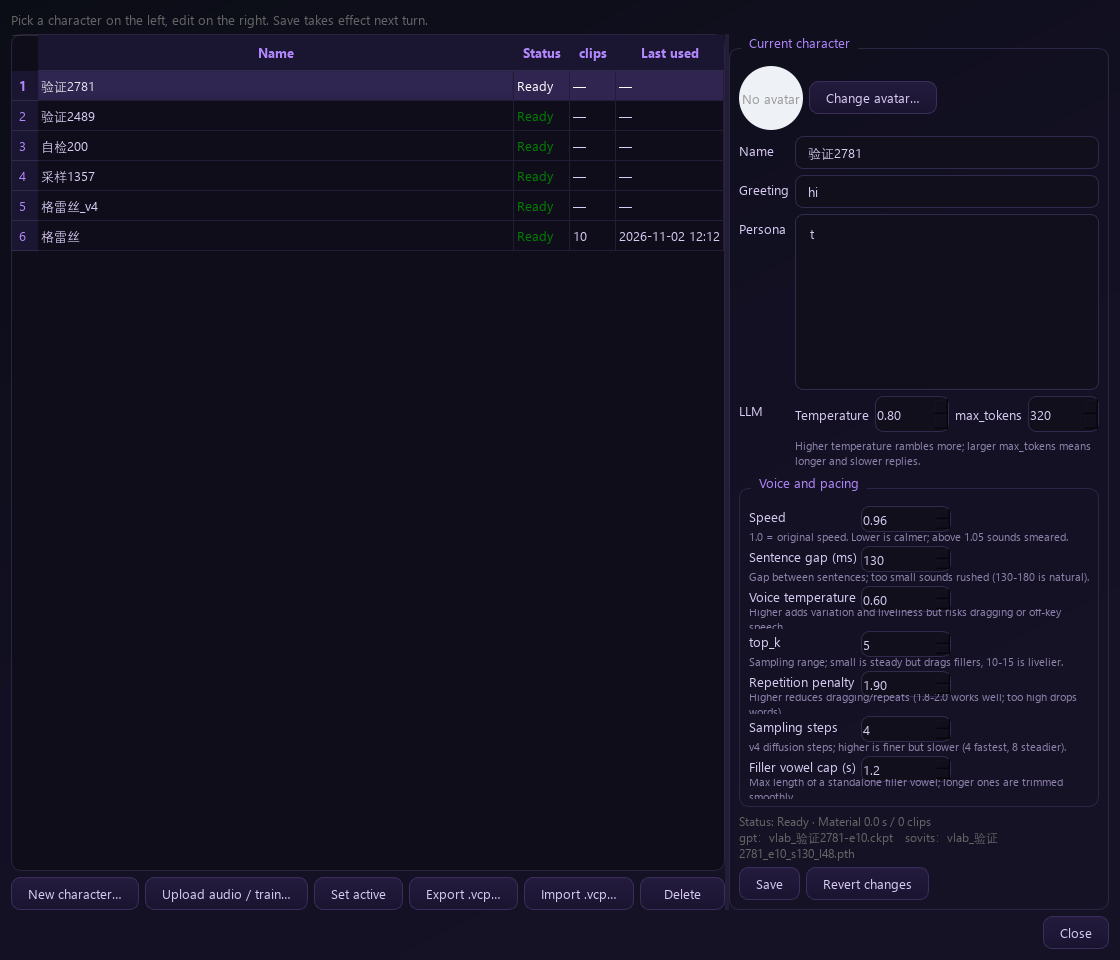 Pick a character on the left, edit on the right. Save takes effect next turn.
Name Status clips Last used
1 验证2781 Ready — —
2 验证2489 Ready — —
3 自检200 Ready — —
4 采样1357 Ready — —
5 格雷丝_v4 Ready — —
6 格雷丝 Ready 10 2026-11-02 12:12
New character... Upload audio / train... Set active Export .vcp... Import .vcp... Delete
Current character
No avatar Change avatar...
Name 验证2781
Greeting hi
Persona t
LLM Temperature 0.80 max_tokens 320
Higher temperature rambles more; larger max_tokens means
longer and slower replies.
Voice and pacing
Speed 0.96
1.0 = original speed. Lower is calmer; above 1.05 sounds smeared.
Sentence gap (ms) 130
Gap between sentences; too small sounds rushed (130-180 is natural).
Voice temperature 0.60
Higher adds variation and liveliness but risks dragging or off-key
speech
top_k 5
Sampling range; small is steady but drags fillers, 10-15 is livelier.
Repetition penalty 1.90
Higher reduces dragging/repeats (1.8-2.0 works well; too high drops
words)
Sampling steps 4
v4 diffusion steps; higher is finer but slower (4 fastest, 8 steadier).
Filler vowel cap (s) 1.2
Max length of a standalone filler vowel; longer ones are trimmed
smoothly
Status: Ready · Material 0.0 s / 0 clips
gpt: vlab_验证2781-e10.ckpt sovits: vlab_验证
2781_e10_s130_l48.pth
Save Revert changes
Close